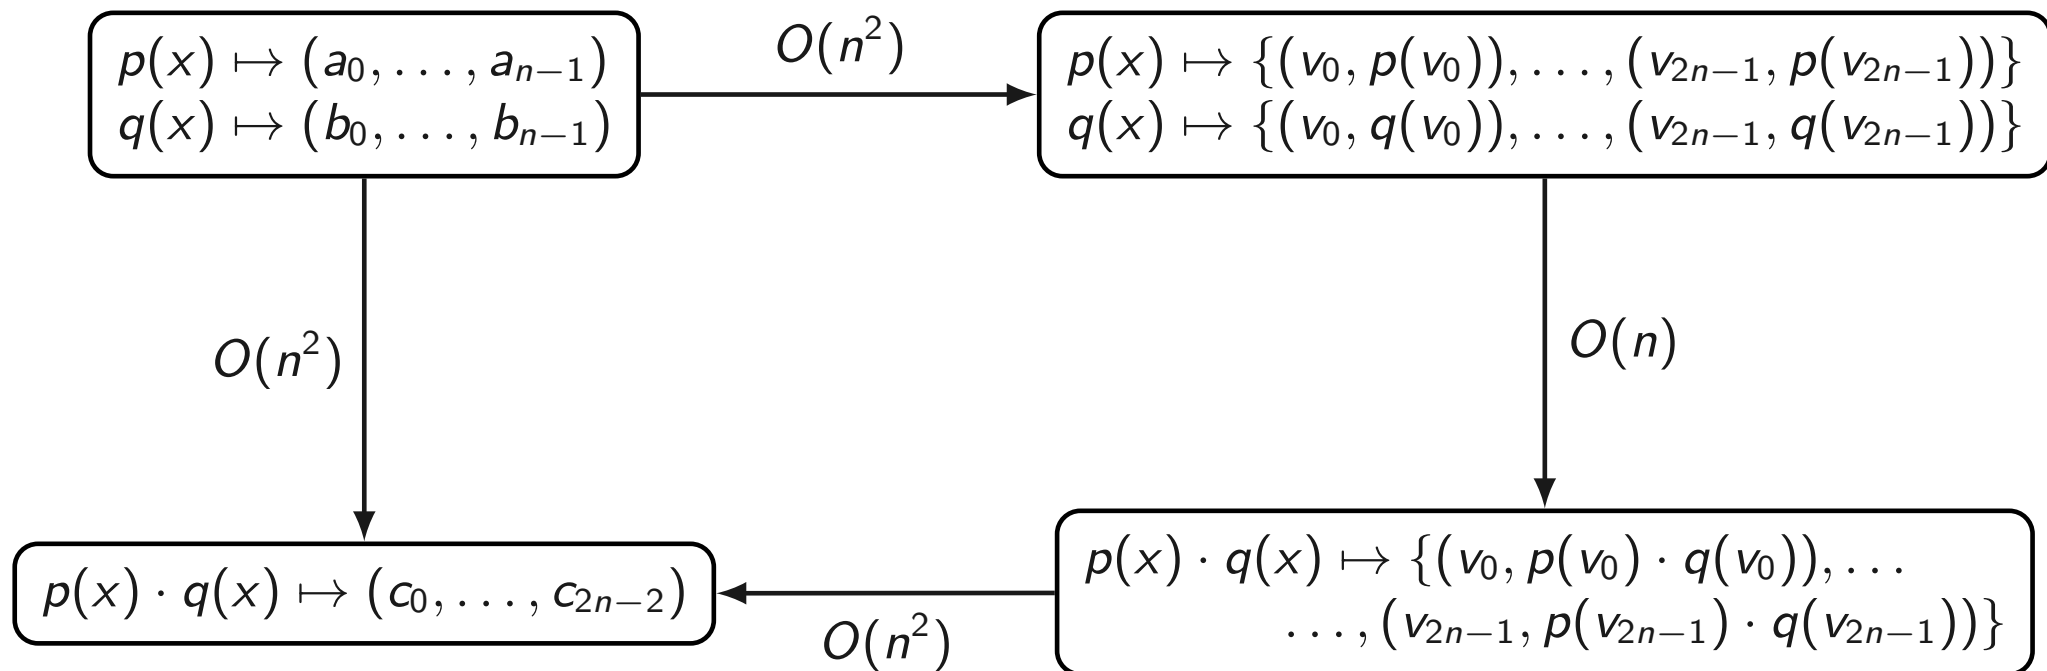 p(x) ↦ (a₀, . . . , aₙ₋₁)
q(x) ↦ (b₀, . . . , bₙ₋₁)
O(n²)
p(x) ↦ {(v₀, p(v₀)), . . . , (v₂ₙ₋₁, p(v₂ₙ₋₁))}
q(x) ↦ {(v₀, q(v₀)), . . . , (v₂ₙ₋₁, q(v₂ₙ₋₁))}
O(n²)
O(n)
p(x) · q(x) ↦ (c₀, . . . , c₂ₙ₋₂)
O(n²)
p(x) · q(x) ↦ {(v₀, p(v₀) · q(v₀)), . . .
. . . , (v₂ₙ₋₁, p(v₂ₙ₋₁) · q(v₂ₙ₋₁))}